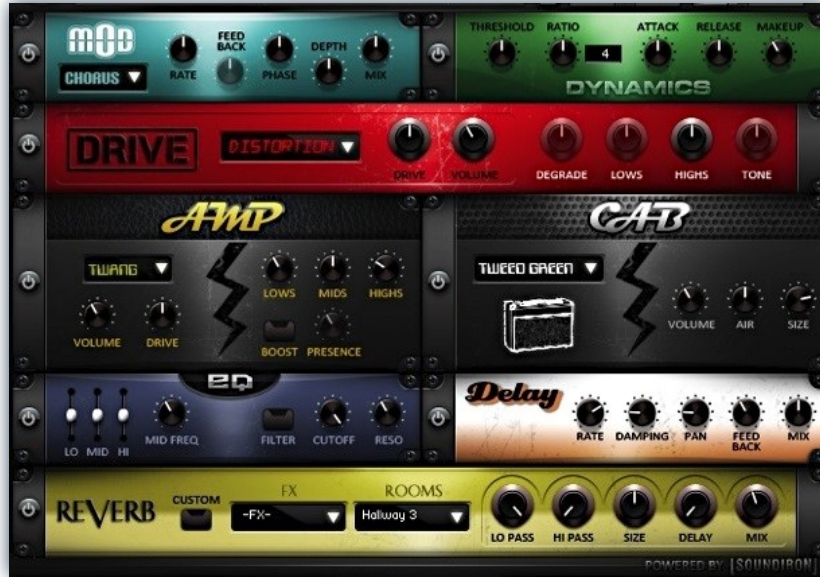 MOD
CHORUS
RATE
FEED
BACK
PHASE
DEPTH
MIX
THRESHOLD
RATIO
4
ATTACK
RELEASE
MAKEUP
DYNAMICS
DRIVE
DISTORTION
DRIVE
VOLUME
DEGRADE
LOWS
HIGHS
TONE
AMP
TWANG
VOLUME
DRIVE
LOWS
MIDS
HIGHS
BOOST
PRESENCE
CAB
TWEED GREEN
VOLUME
AIR
SIZE
EQ
LO MID HI
MID FREQ
FILTER
CUTOFF
RESO
Delay
RATE
DAMPING
PAN
FEED
BACK
MIX
REVERB
CUSTOM
FX
-FX-
ROOMS
Hallway 3
LO PASS
HI PASS
SIZE
DELAY
MIX
POWERED BY |SOUNDIRON|